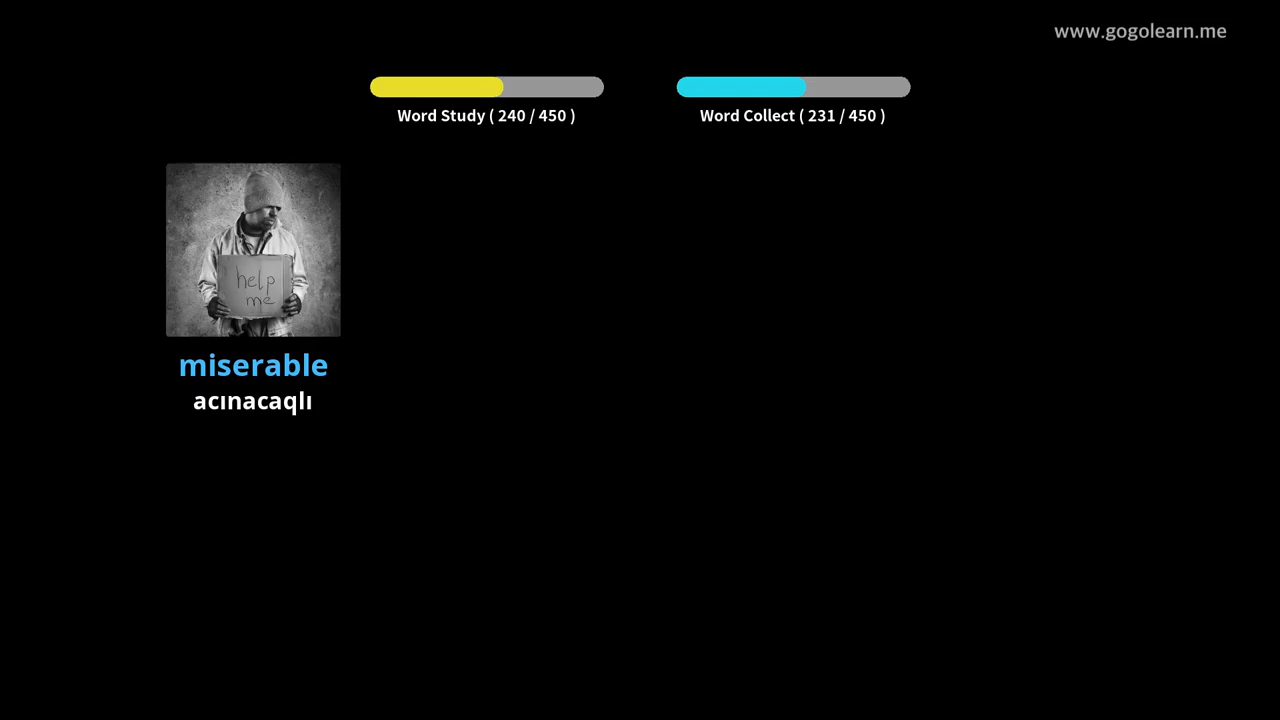 www.gogolearn.me
Word Study ( 240 / 450 )
Word Collect ( 231 / 450 )
help
me
miserable
acınacaqlı